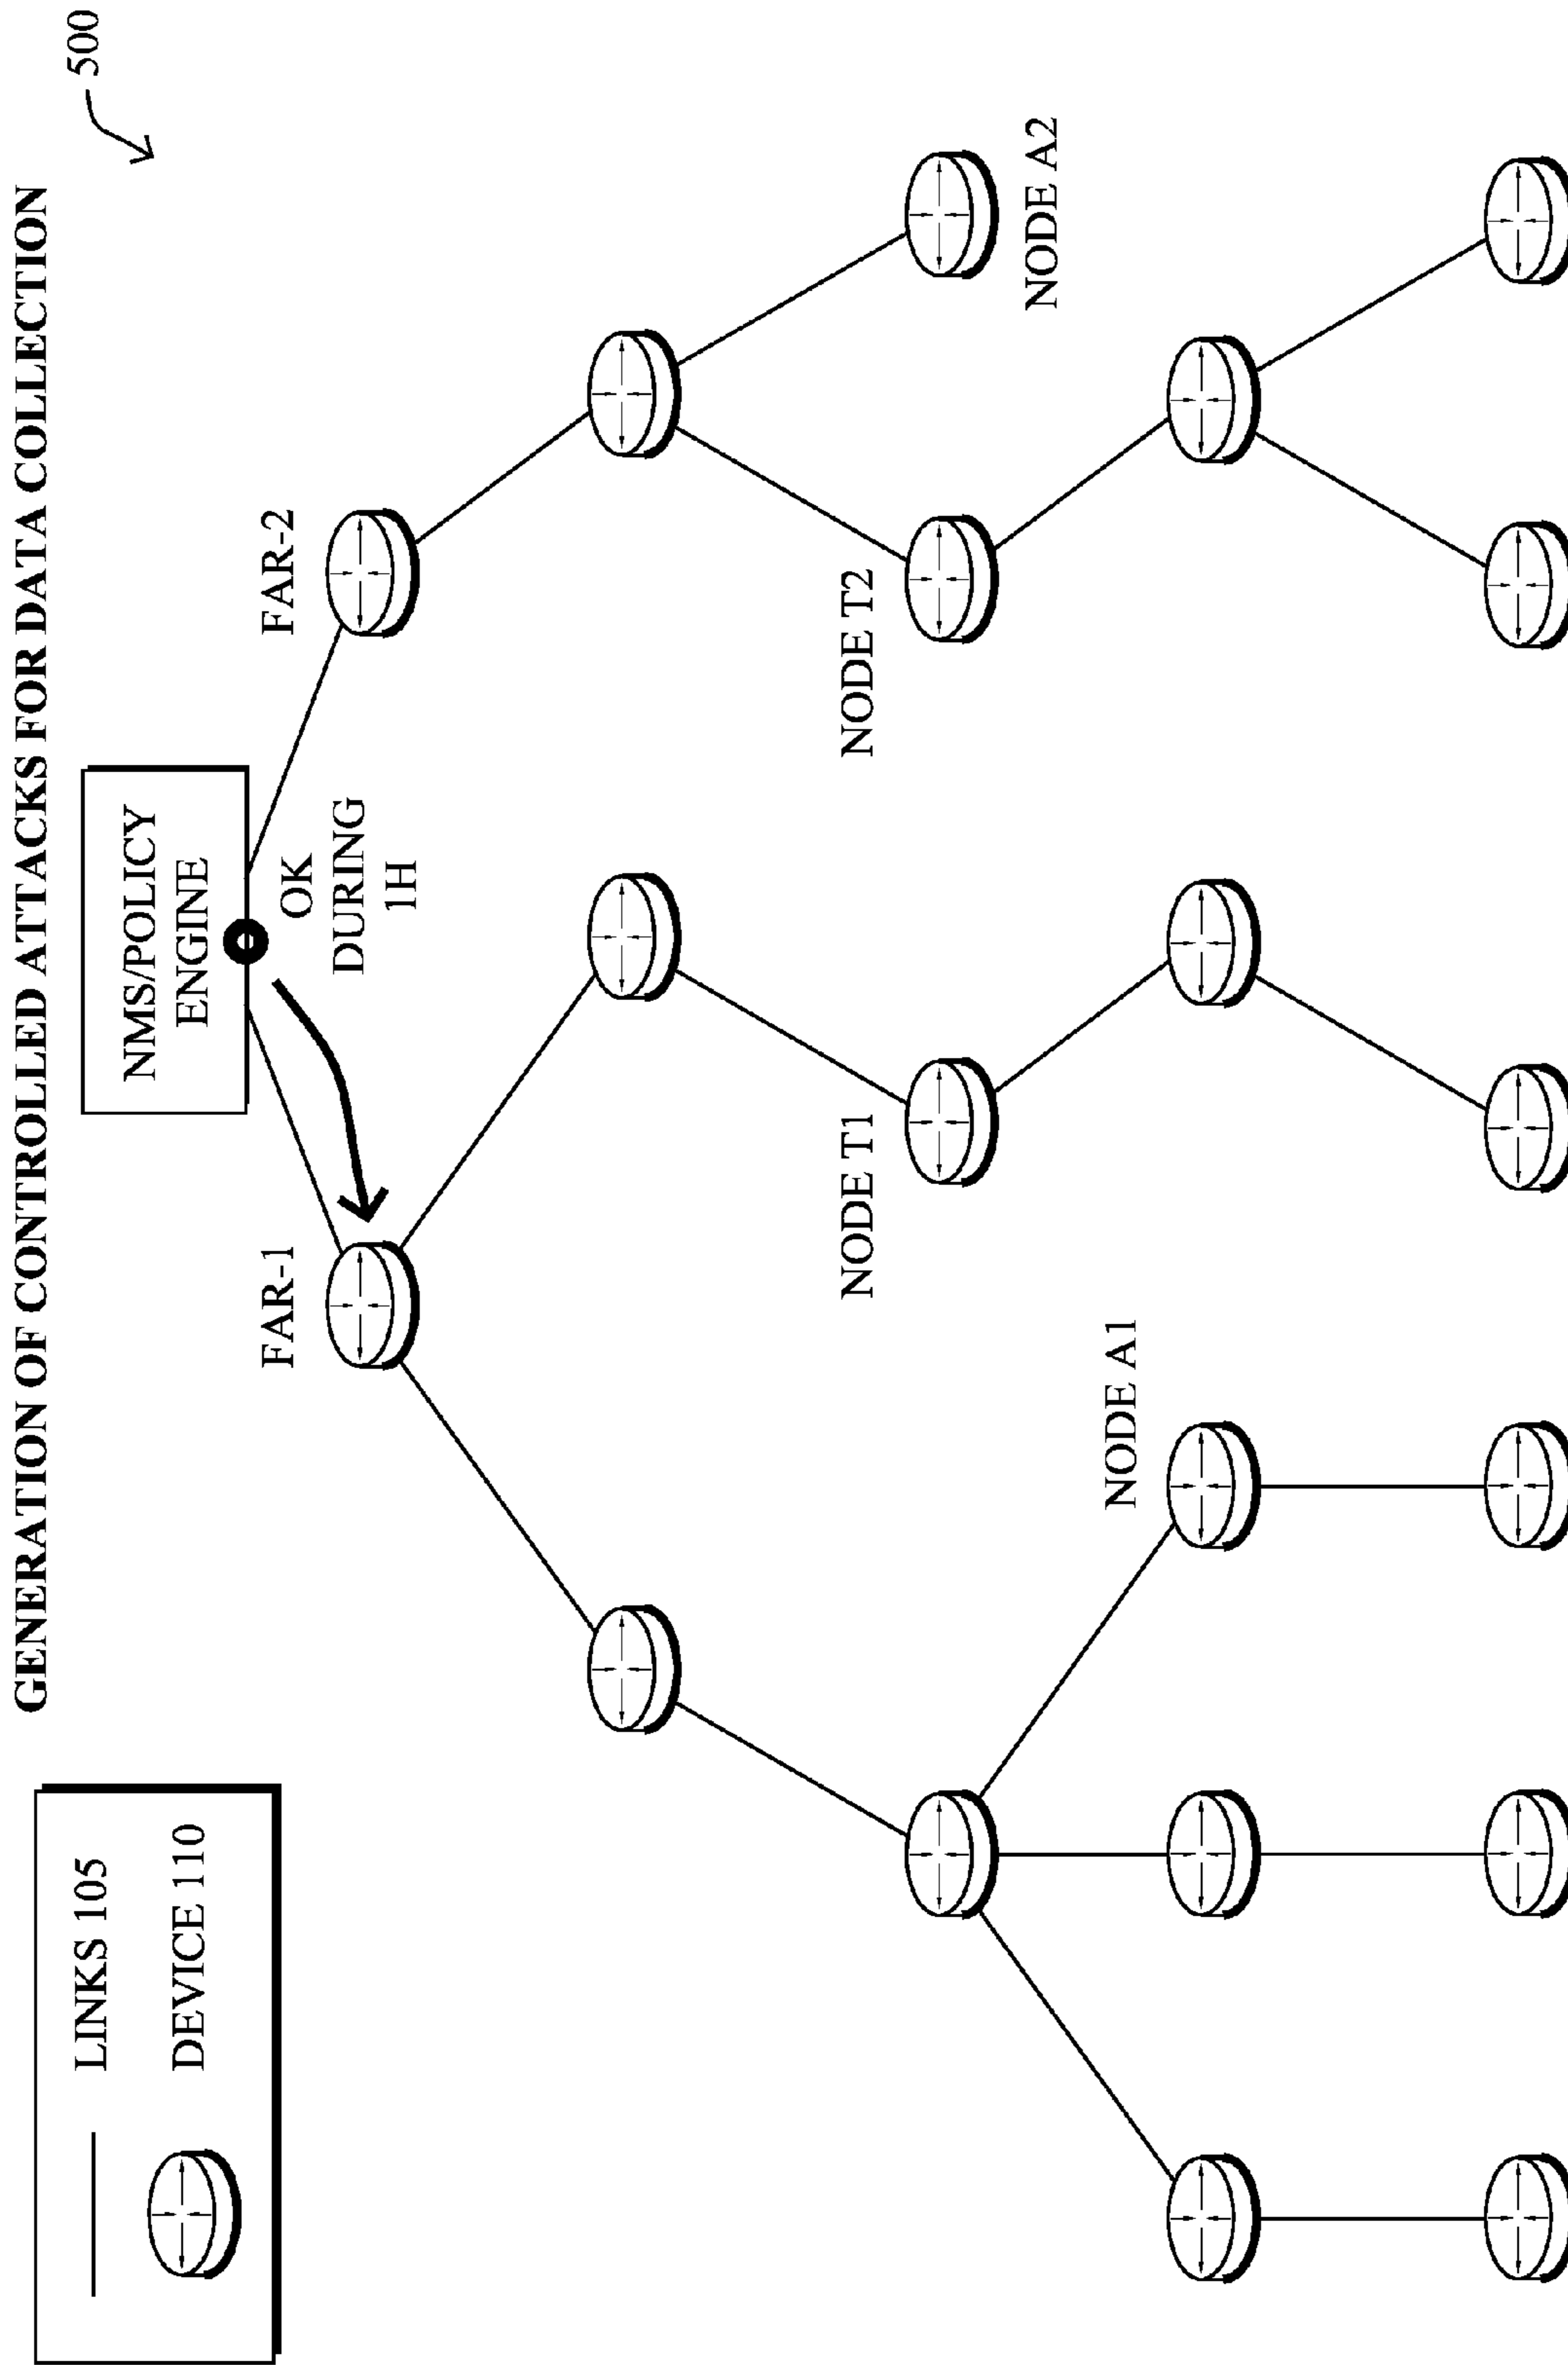 GENERATION OF CONTROLLED ATTACKS FOR DATA COLLECTION
500
LINKS 105
DEVICE 110
NMS/POLICY
ENGINE
OK
DURING
1H
FAR-1
FAR-2
NODE T1
NODE T2
NODE A2
NODE A1